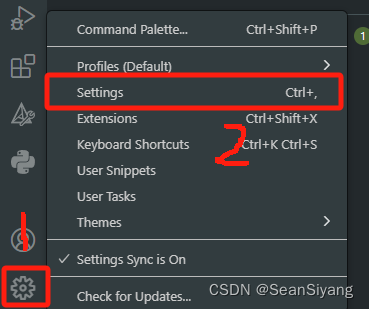 Command Palette... Ctrl+Shift+P
1
Profiles (Default)
Settings Ctrl+,
Extensions Ctrl+Shift+X
2
Keyboard Shortcuts Ctrl+K Ctrl+S
User Snippets
User Tasks
1
Themes
Settings Sync is On
Check for Updates...
CSDN @SeanSiyang